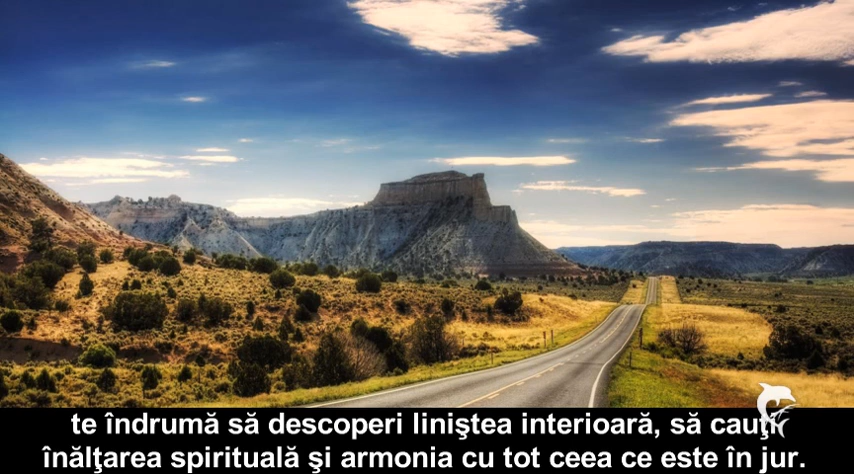 te îndrumă să descoperi liniştea interioară, să cauţi
înălţarea spirituală şi armonia cu tot ceea ce este în jur.